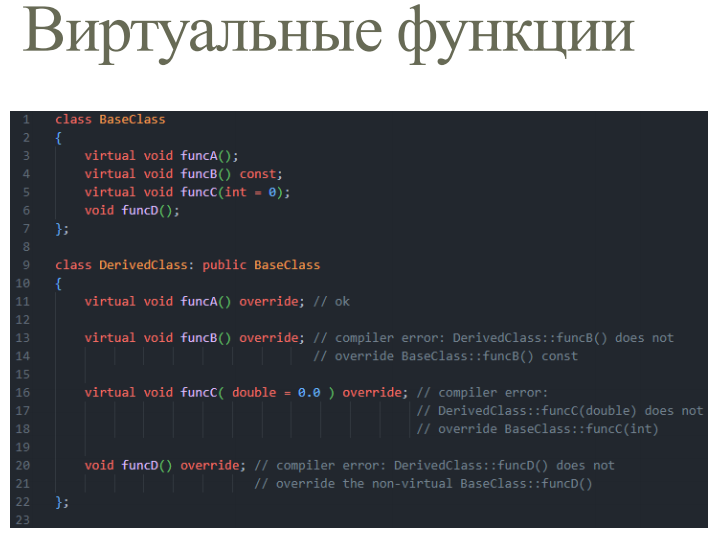 Виртуальные функции
1 class BaseClass
2 {
3 virtual void funcA();
4 virtual void funcB() const;
5 virtual void funcC(int = 0);
6 void funcD();
7 };
8
9 class DerivedClass: public BaseClass
10 {
11 virtual void funcA() override; // ok
12
13 virtual void funcB() override; // compiler error: DerivedClass::funcB() does not
14 // override BaseClass::funcB() const
15
16 virtual void funcC( double = 0.0 ) override; // compiler error:
17 // DerivedClass::funcC(double) does not
18 // override BaseClass::funcC(int)
19
20 void funcD() override; // compiler error: DerivedClass::funcD() does not
21 // override the non-virtual BaseClass::funcD()
22 };
23